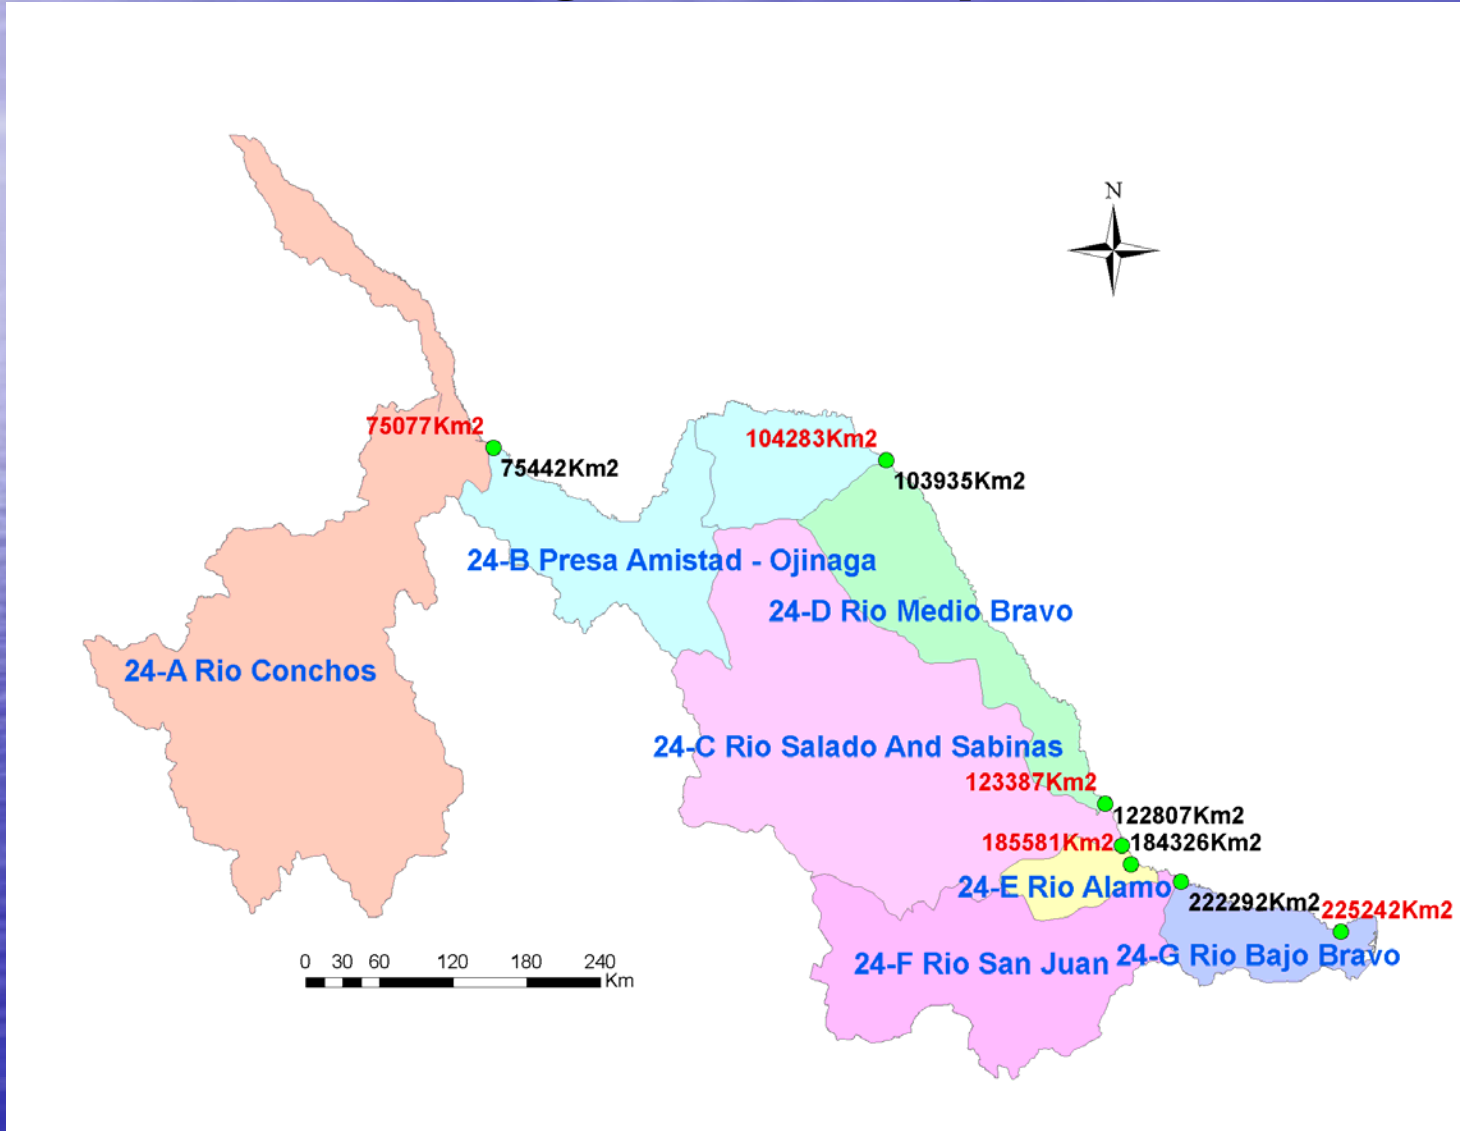 N
75077Km2
104283Km2
75442Km2
103935Km2
24-B Presa Amistad - Ojinaga
24-D Rio Medio Bravo
24-A Rio Conchos
24-C Rio Salado And Sabinas
123387Km2
122807Km2
185581Km2
184326Km2
24-E Rio Alamo
222292Km2
225242Km2
24-F Rio San Juan
24-G Rio Bajo Bravo
0 30 60 120 180 240
Km